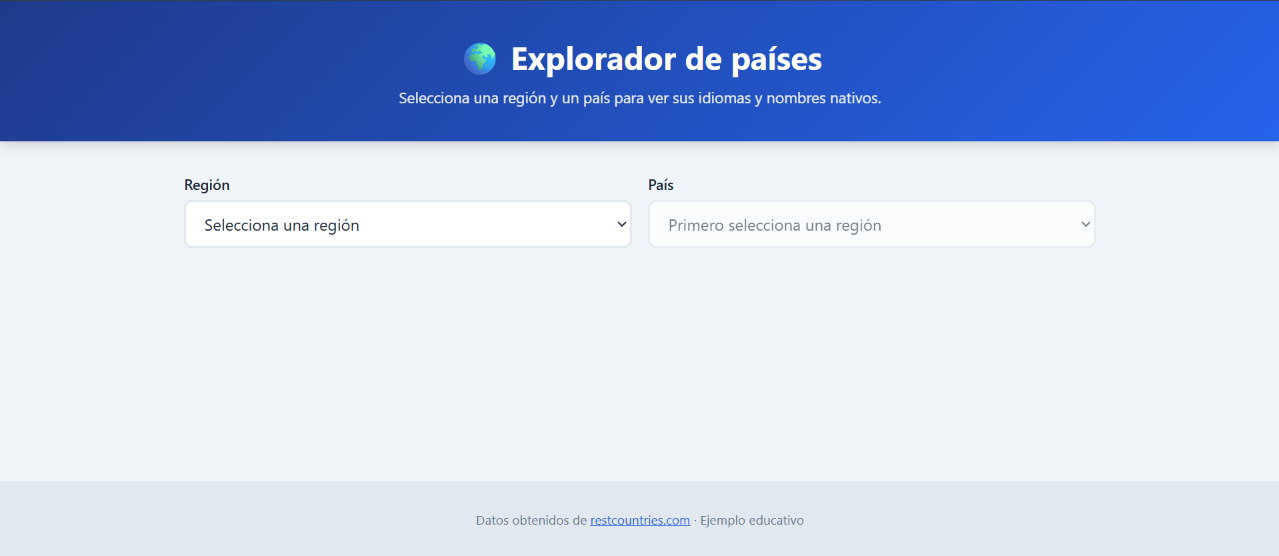 Explorador de países
Selecciona una región y un país para ver sus idiomas y nombres nativos.
Región
País
Selecciona una región
Primero selecciona una región
Datos obtenidos de restcountries.com · Ejemplo educativo